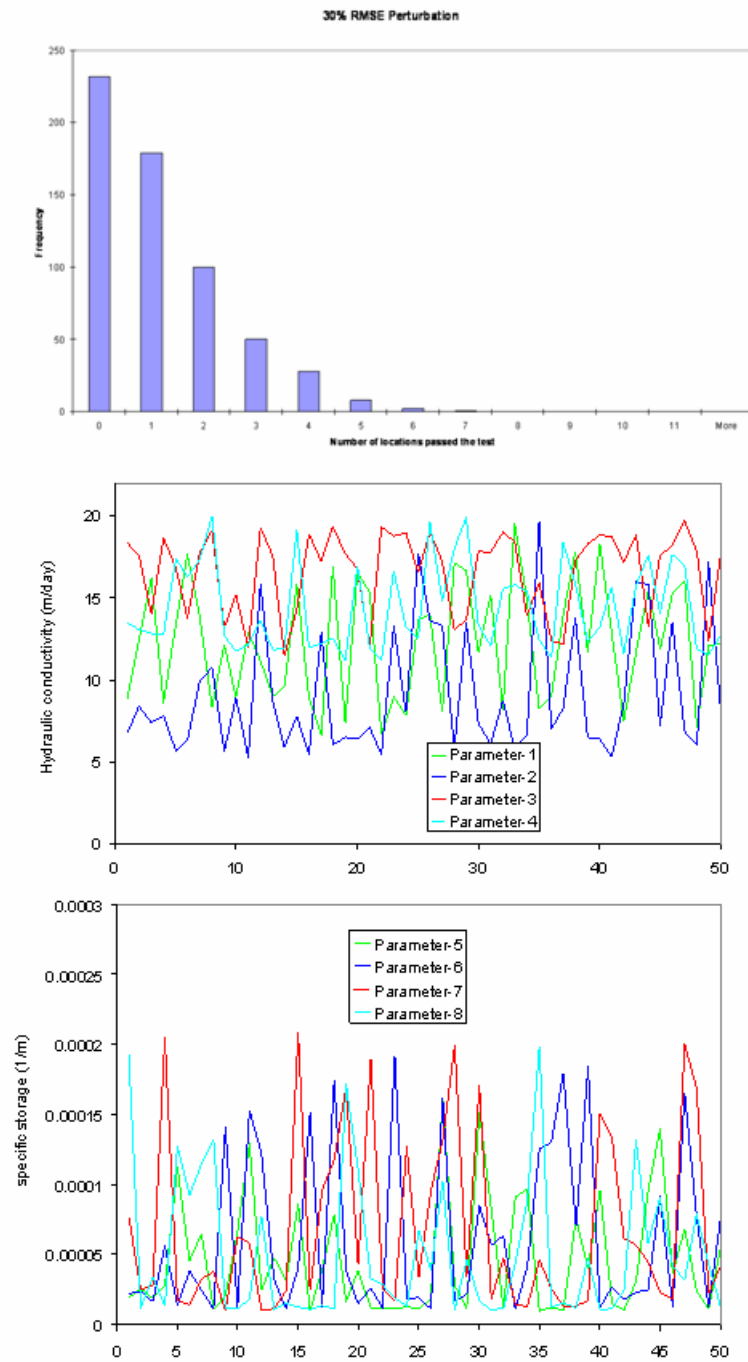 30% RMSE Perturbation
250
200
150
100
50
0
Frequency
0 1 2 3 4 5 6 7 8 9 10 11 More
Number of locations passed the test
20
15
10
5
0
Hydraulic conductivity (m/day)
Parameter-1
Parameter-2
Parameter-3
Parameter-4
0 10 20 30 40 50
0.0003
0.00025
0.0002
0.00015
0.0001
0.00005
0
specific storage (1/m)
Parameter-5
Parameter-6
Parameter-7
Parameter-8
0 5 10 15 20 25 30 35 40 45 50